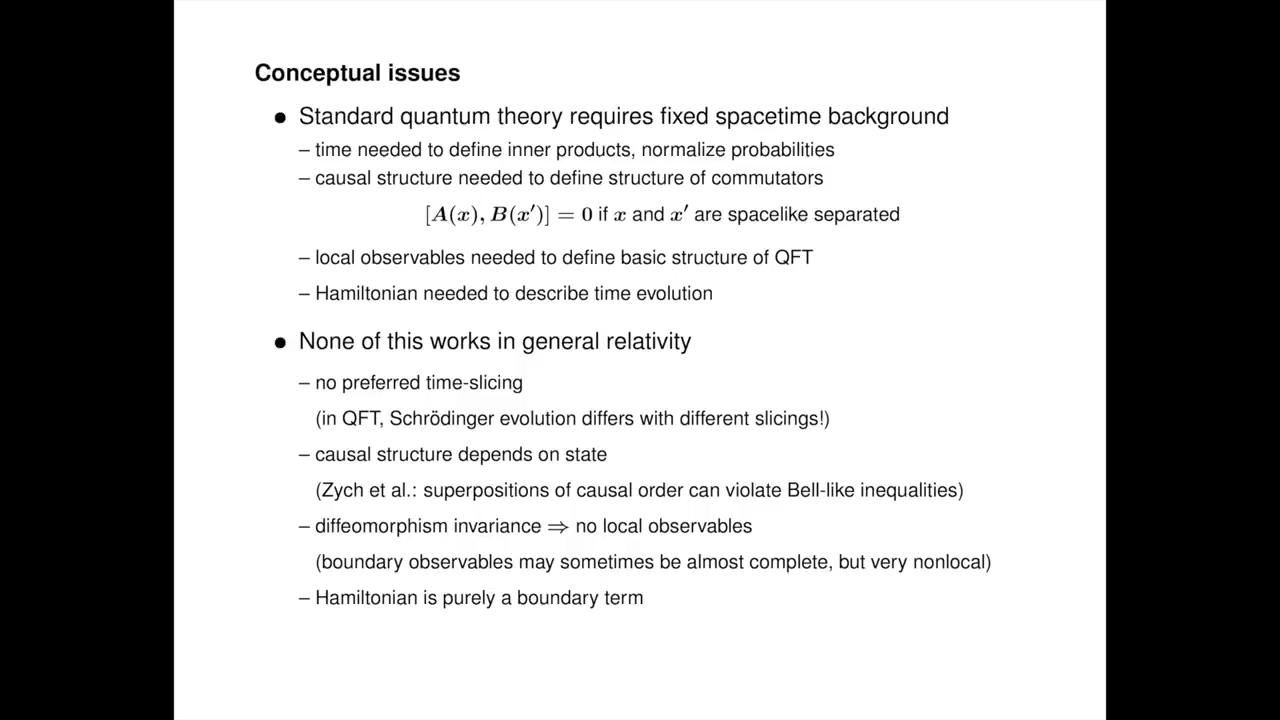 Conceptual issues
● Standard quantum theory requires fixed spacetime background
– time needed to define inner products, normalize probabilities
– causal structure needed to define structure of commutators
[A(x), B(x′)] = 0 if x and x′ are spacelike separated
– local observables needed to define basic structure of QFT
– Hamiltonian needed to describe time evolution
● None of this works in general relativity
– no preferred time-slicing
(in QFT, Schrödinger evolution differs with different slicings!)
– causal structure depends on state
(Zych et al.: superpositions of causal order can violate Bell-like inequalities)
– diffeomorphism invariance ⇒ no local observables
(boundary observables may sometimes be almost complete, but very nonlocal)
– Hamiltonian is purely a boundary term